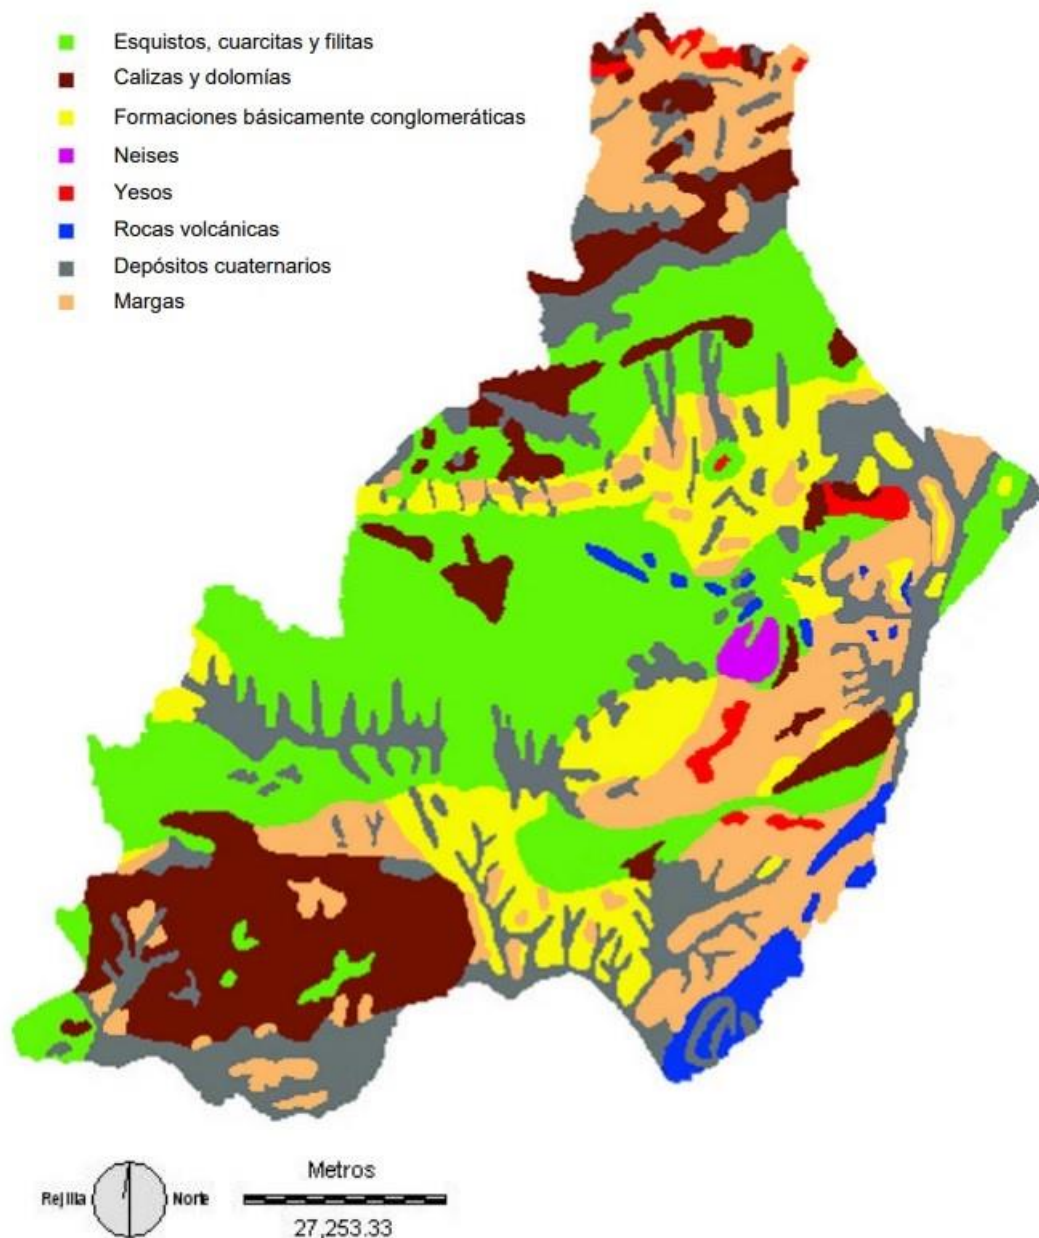 Esquistos, cuarcitas y filitas
Calizas y dolomías
Formaciones básicamente conglomeráticas
Neises
Yesos
Rocas volcánicas
Depósitos cuaternarios
Margas
Metros
Rejilla Norte
27,253.33